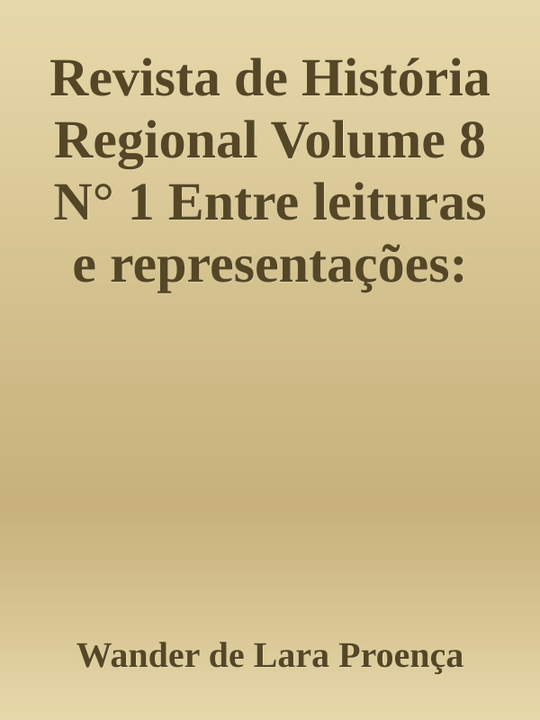 Revista de História
Regional Volume 8
N° 1 Entre leituras
e representações:
Wander de Lara Proença